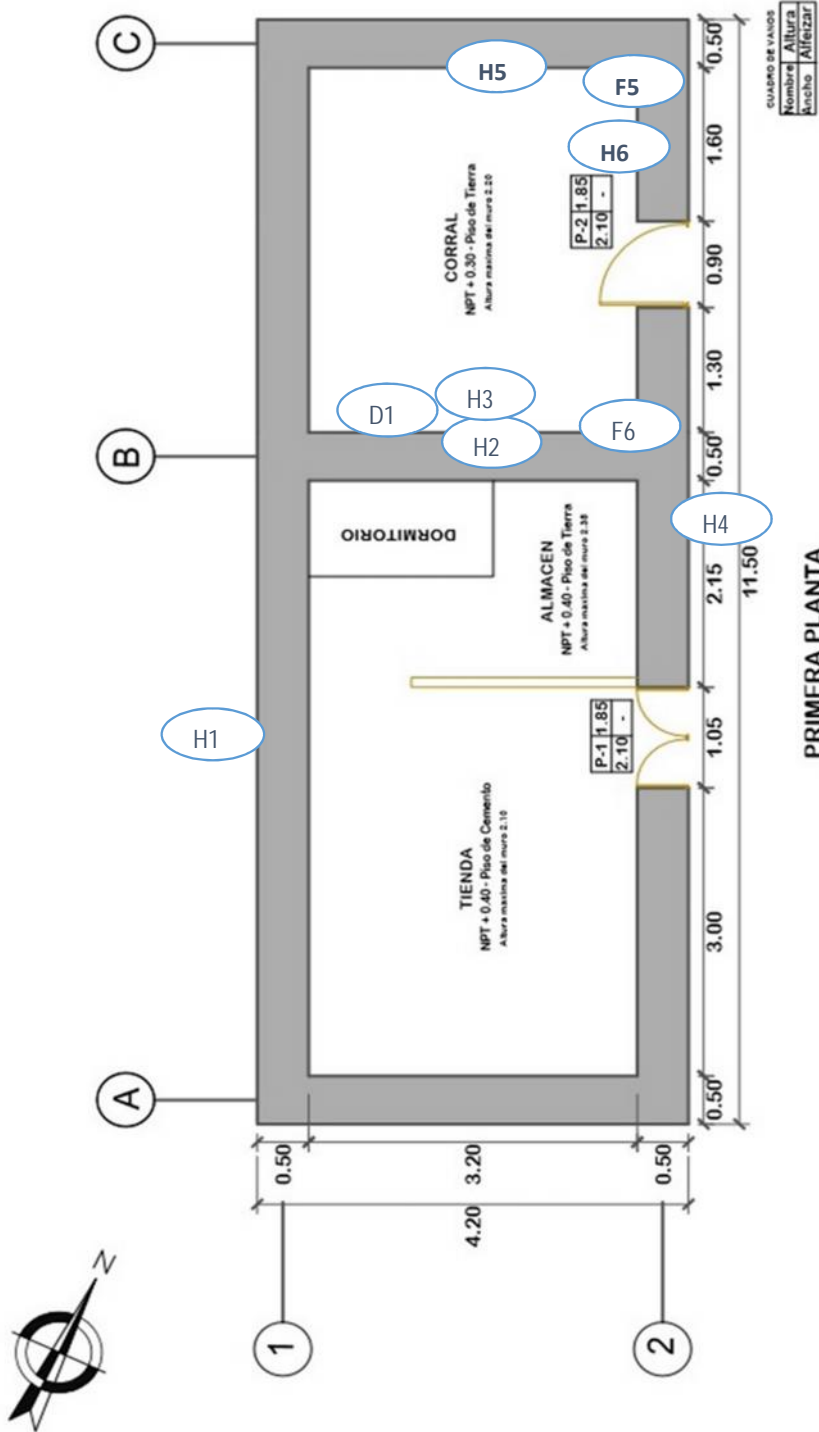 N
A
B
C
1
2
H1
TIENDA
NPT + 0.40 - Piso de Cemento
Altura maxima del muro 2.10
P-1 1.85
2.10 -
DORMITORIO
ALMACEN
NPT + 0.40 - Piso de Tierra
Altura maxima del muro 2.35
D1
H2
H3
H4
F6
CORRAL
NPT + 0.30 - Piso de Tierra
Altura maxima del muro 2.20
P-2 1.85
2.10 -
H5
F5
H6
0.50
3.20
0.50
4.20
0.50
3.00
1.05
2.15
0.50
1.30
0.90
1.60
0.50
11.50
PRIMERA PLANTA
CUADRO DE VANOS
Nombre Altura
Ancho Alfeizar